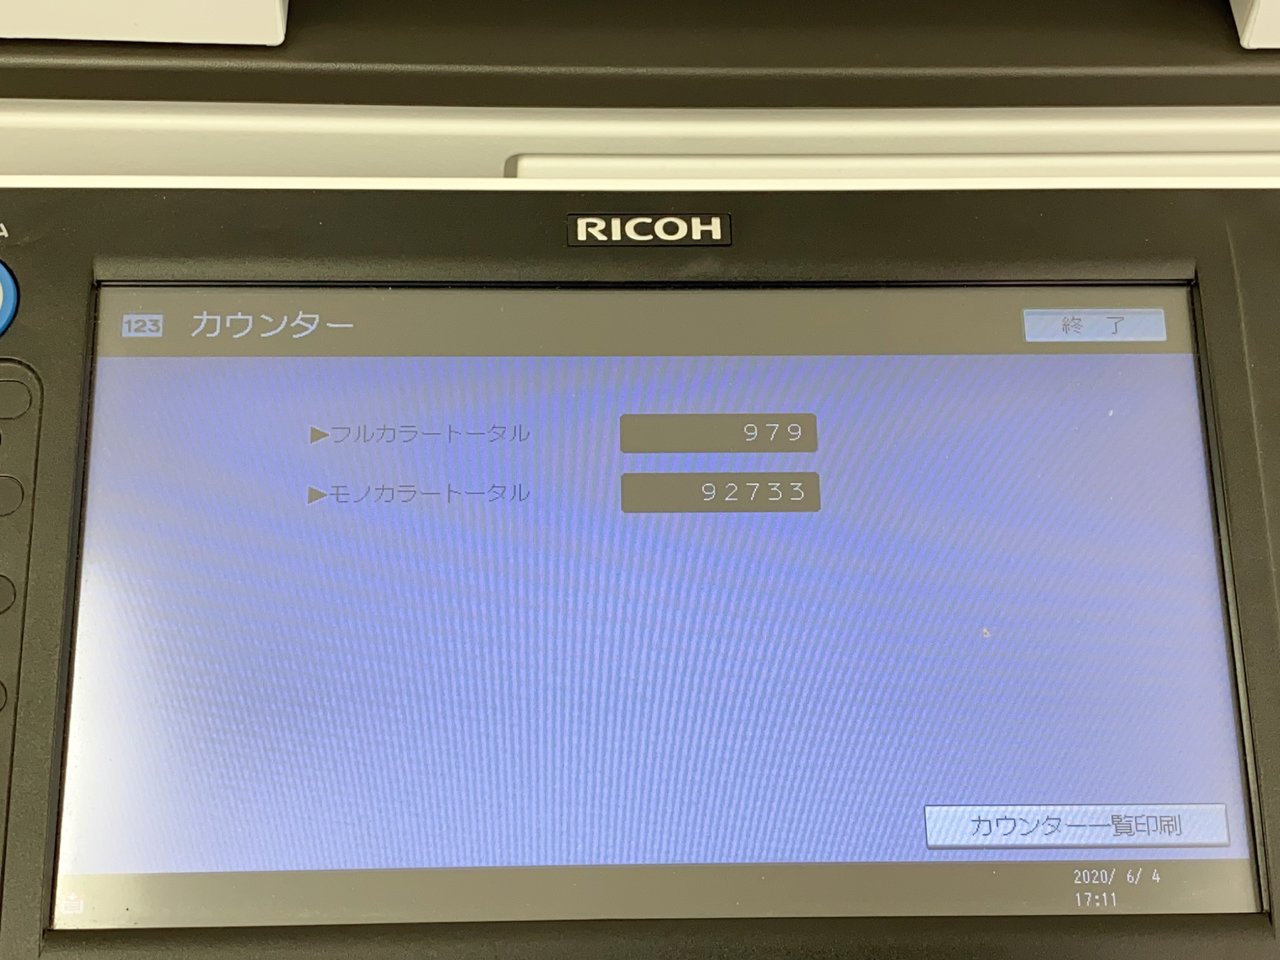 RICOH
123 カウンター 終 了
▶フルカラートータル 979
▶モノカラートータル 92733
カウンター一覧印刷
2020/ 6/ 4
17:11